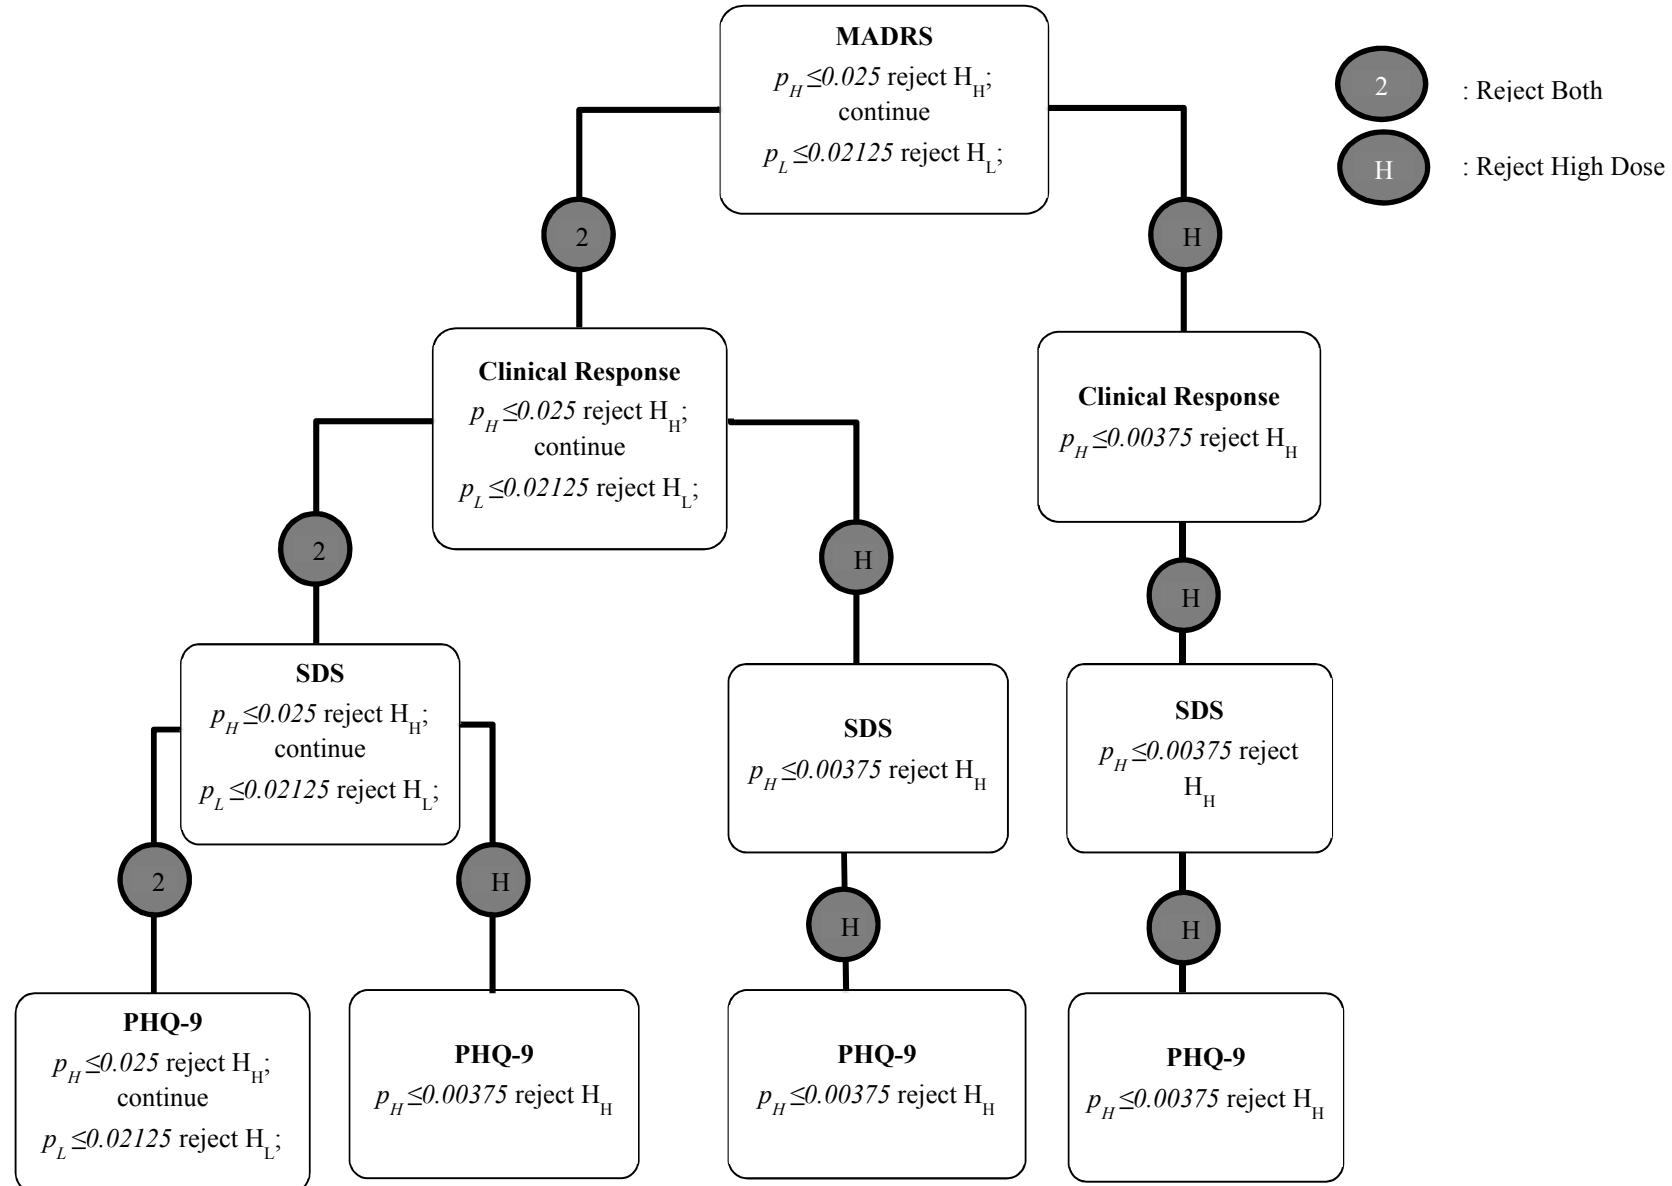 MADRS
p_H ≤0.025 reject H_H;
continue
p_L ≤0.02125 reject H_L;
2
: Reject Both
H
: Reject High Dose
2
H
Clinical Response
p_H ≤0.025 reject H_H;
continue
p_L ≤0.02125 reject H_L;
Clinical Response
p_H ≤0.00375 reject H_H
2
H
H
SDS
p_H ≤0.025 reject H_H;
continue
p_L ≤0.02125 reject H_L;
SDS
p_H ≤0.00375 reject H_H
SDS
p_H ≤0.00375 reject
H_H
2
H
H
H
PHQ-9
p_H ≤0.025 reject H_H;
continue
p_L ≤0.02125 reject H_L;
PHQ-9
p_H ≤0.00375 reject H_H
PHQ-9
p_H ≤0.00375 reject H_H
PHQ-9
p_H ≤0.00375 reject H_H